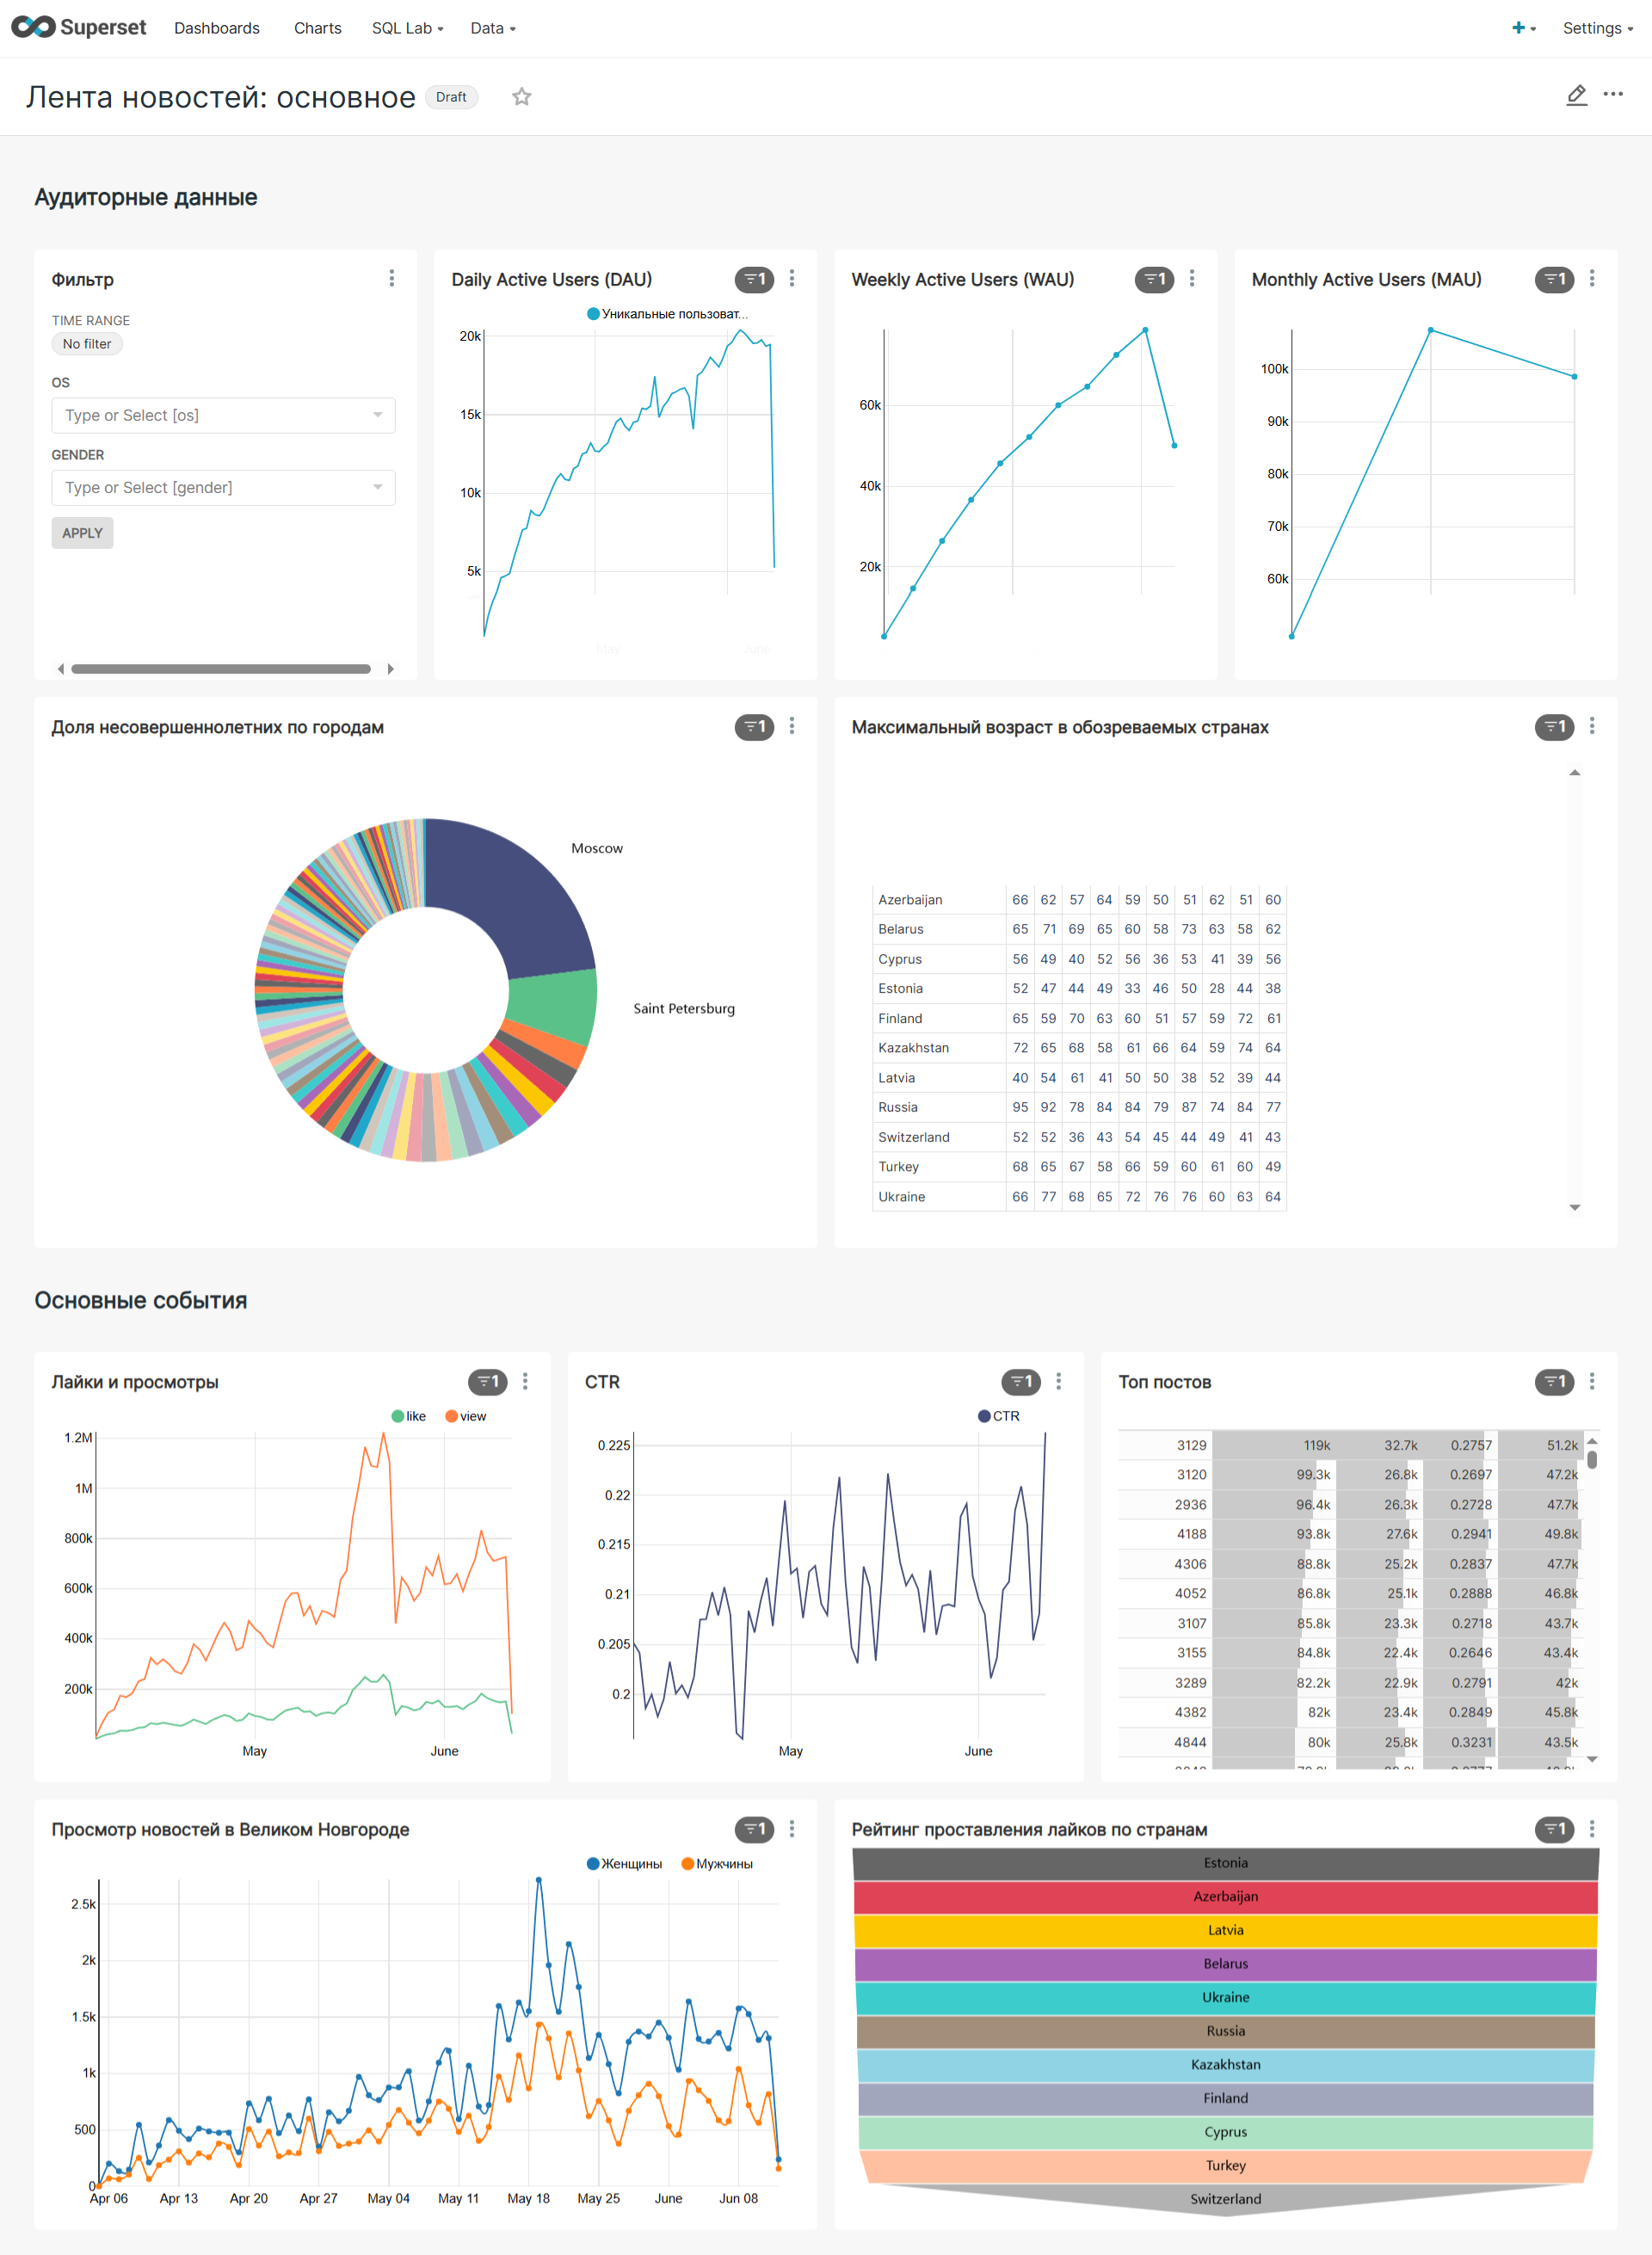 Superset Dashboards Charts SQL Lab Data + Settings
Лента новостей: основное Draft
Аудиторные данные
Фильтр
TIME RANGE
No filter
OS
Type or Select [os]
GENDER
Type or Select [gender]
APPLY
Daily Active Users (DAU) 1
Уникальные пользоват...
20k
15k
10k
5k
May June
Weekly Active Users (WAU) 1
60k
40k
20k
Monthly Active Users (MAU) 1
100k
90k
80k
70k
60k
Доля несовершеннолетних по городам 1
Moscow
Saint Petersburg
Максимальный возраст в обозреваемых странах 1
Azerbaijan 66 62 57 64 59 50 51 62 51 60
Belarus 65 71 69 65 60 58 73 63 58 62
Cyprus 56 49 40 52 56 36 53 41 39 56
Estonia 52 47 44 49 33 46 50 28 44 38
Finland 65 59 70 63 60 51 57 59 72 61
Kazakhstan 72 65 68 58 61 66 64 59 74 64
Latvia 40 54 61 41 50 50 38 52 39 44
Russia 95 92 78 84 84 79 87 74 84 77
Switzerland 52 52 36 43 54 45 44 49 41 43
Turkey 68 65 67 58 66 59 60 61 60 49
Ukraine 66 77 68 65 72 76 76 60 63 64
Основные события
Лайки и просмотры 1
like view
1.2M
1M
800k
600k
400k
200k
May June
CTR 1
CTR
0.225
0.22
0.215
0.21
0.205
0.2
May June
Топ постов 1
3129 119k 32.7k 0.2757 51.2k
3120 99.3k 26.8k 0.2697 47.2k
2936 96.4k 26.3k 0.2728 47.7k
4188 93.8k 27.6k 0.2941 49.8k
4306 88.8k 25.2k 0.2837 47.7k
4052 86.8k 25.1k 0.2888 46.8k
3107 85.8k 23.3k 0.2718 43.7k
3155 84.8k 22.4k 0.2646 43.4k
3289 82.2k 22.9k 0.2791 42k
4382 82k 23.4k 0.2849 45.8k
4844 80k 25.8k 0.3231 43.5k
Просмотр новостей в Великом Новгороде 1
Женщины Мужчины
2.5k
2k
1.5k
1k
500
0
Apr 06 Apr 13 Apr 20 Apr 27 May 04 May 11 May 18 May 25 June Jun 08
Рейтинг проставления лайков по странам 1
Estonia
Azerbaijan
Latvia
Belarus
Ukraine
Russia
Kazakhstan
Finland
Cyprus
Turkey
Switzerland